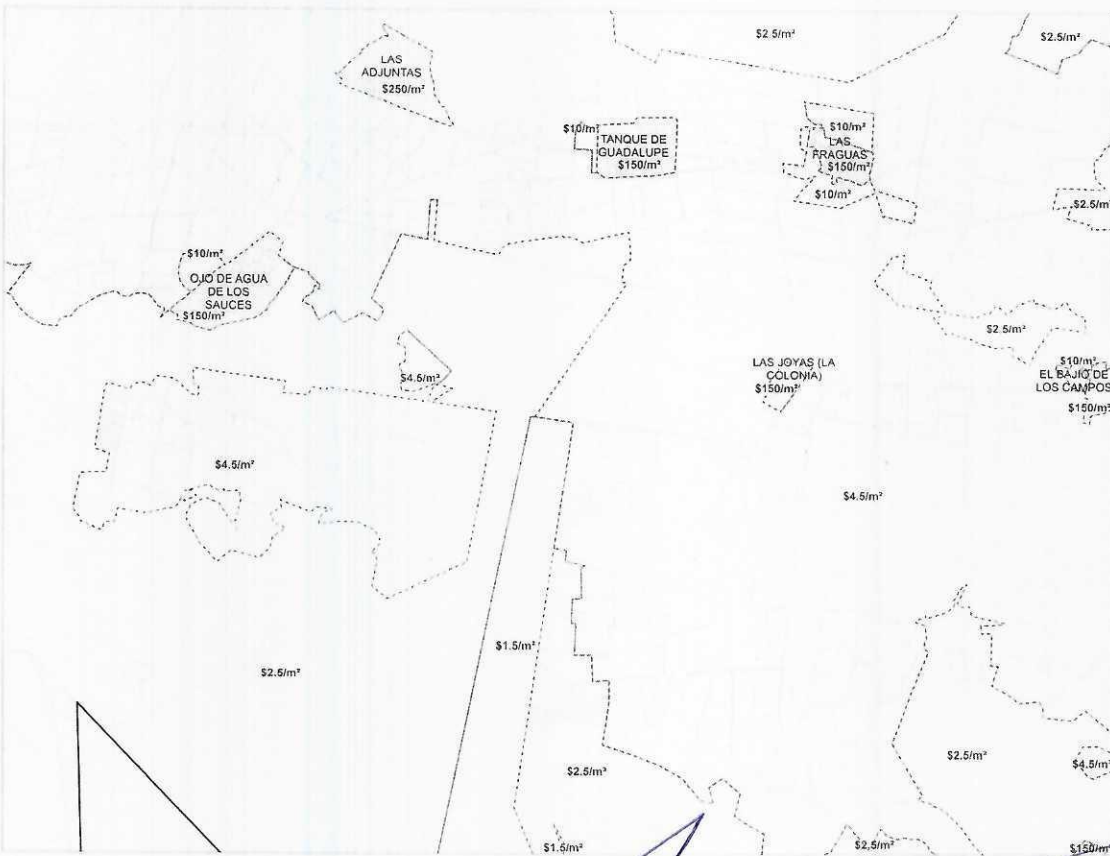 $2.5/m²
$2.5/m²
LAS
ADJUNTAS
$250/m²
$10/m²
TANQUE DE
GUADALUPE
$150/m²
$10/m²
LAS
FRAGUAS
$150/m²
$10/m²
$2.5/m²
$10/m²
OJO DE AGUA
DE LOS
SAUCES
$150/m²
$2.5/m²
$4.5/m²
LAS JOYAS (LA
COLONIA)
$150/m²
$10/m²
EL BAJIO DE
LOS CAMPOS
$150/m²
$4.5/m²
$4.5/m²
$1.5/m²
$2.5/m²
$2.5/m²
$2.5/m²
$4.5/m²
$1.5/m²
$2.5/m²
$150/m²